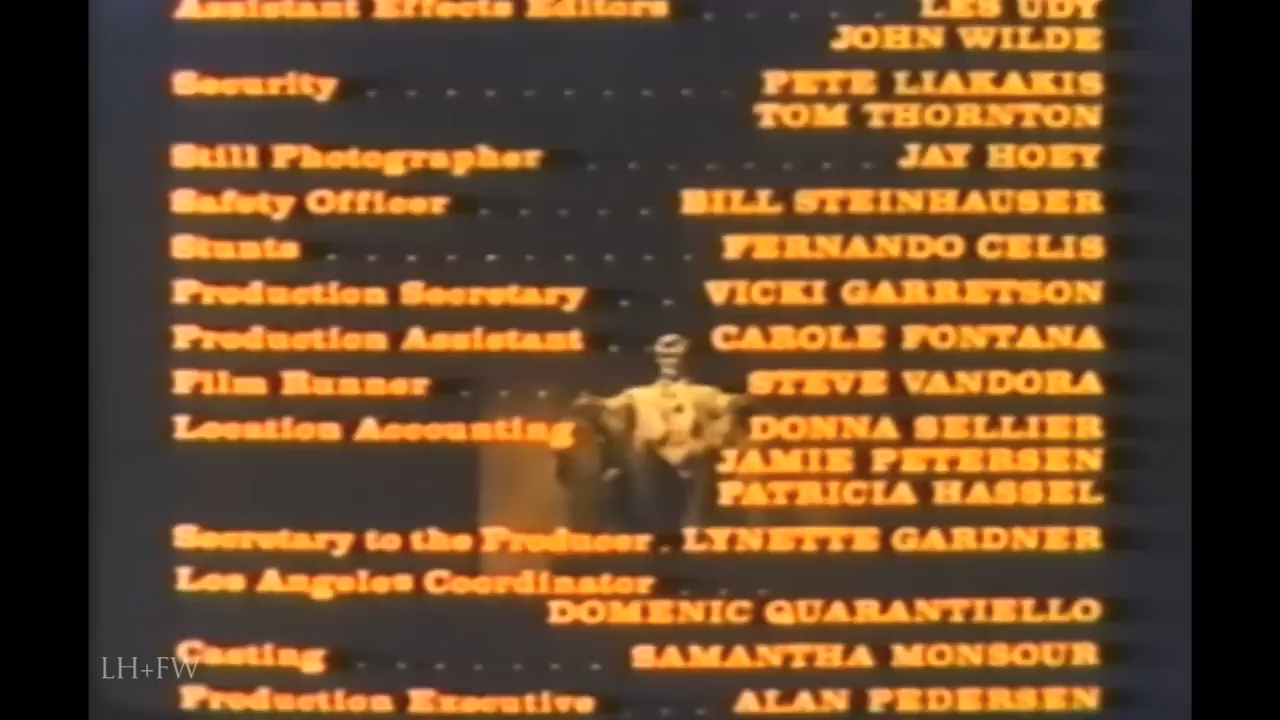 Assistant Effects Editors . . . . . . LES UDY
JOHN WILDE
Security . . . . . . . . . . PETE LIAKAKIS
TOM THORNTON
Still Photographer . . . . . . . . JAY HOEY
Safety Officer . . . . . BILL STEINHAUSER
Stunts . . . . . . . . . . FERNANDO CELIS
Production Secretary . . VICKI GARRETSON
Production Assistant . . CAROLE FONTANA
Film Runner . . . STEVE VANDORA
Location Accounting DONNA SELLIER
JAMIE PETERSEN
PATRICIA HASSEL
Secretary to the Producer . LYNETTE GARDNER
Los Angeles Coordinator . . .
DOMENIC QUARANTIELLO
Casting . . . . . . . SAMANTHA MONSOUR
LH+FW
Production Executive . . . ALAN PEDERSEN